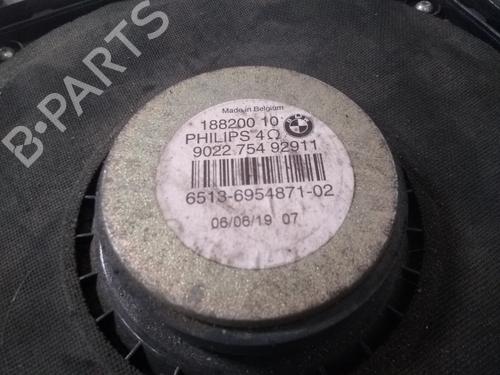 B-PARTS
Made in Belgium
188200 10
PHILIPS 4Ω
9022 754 92911
6513-6954871-02
06/06/19 07